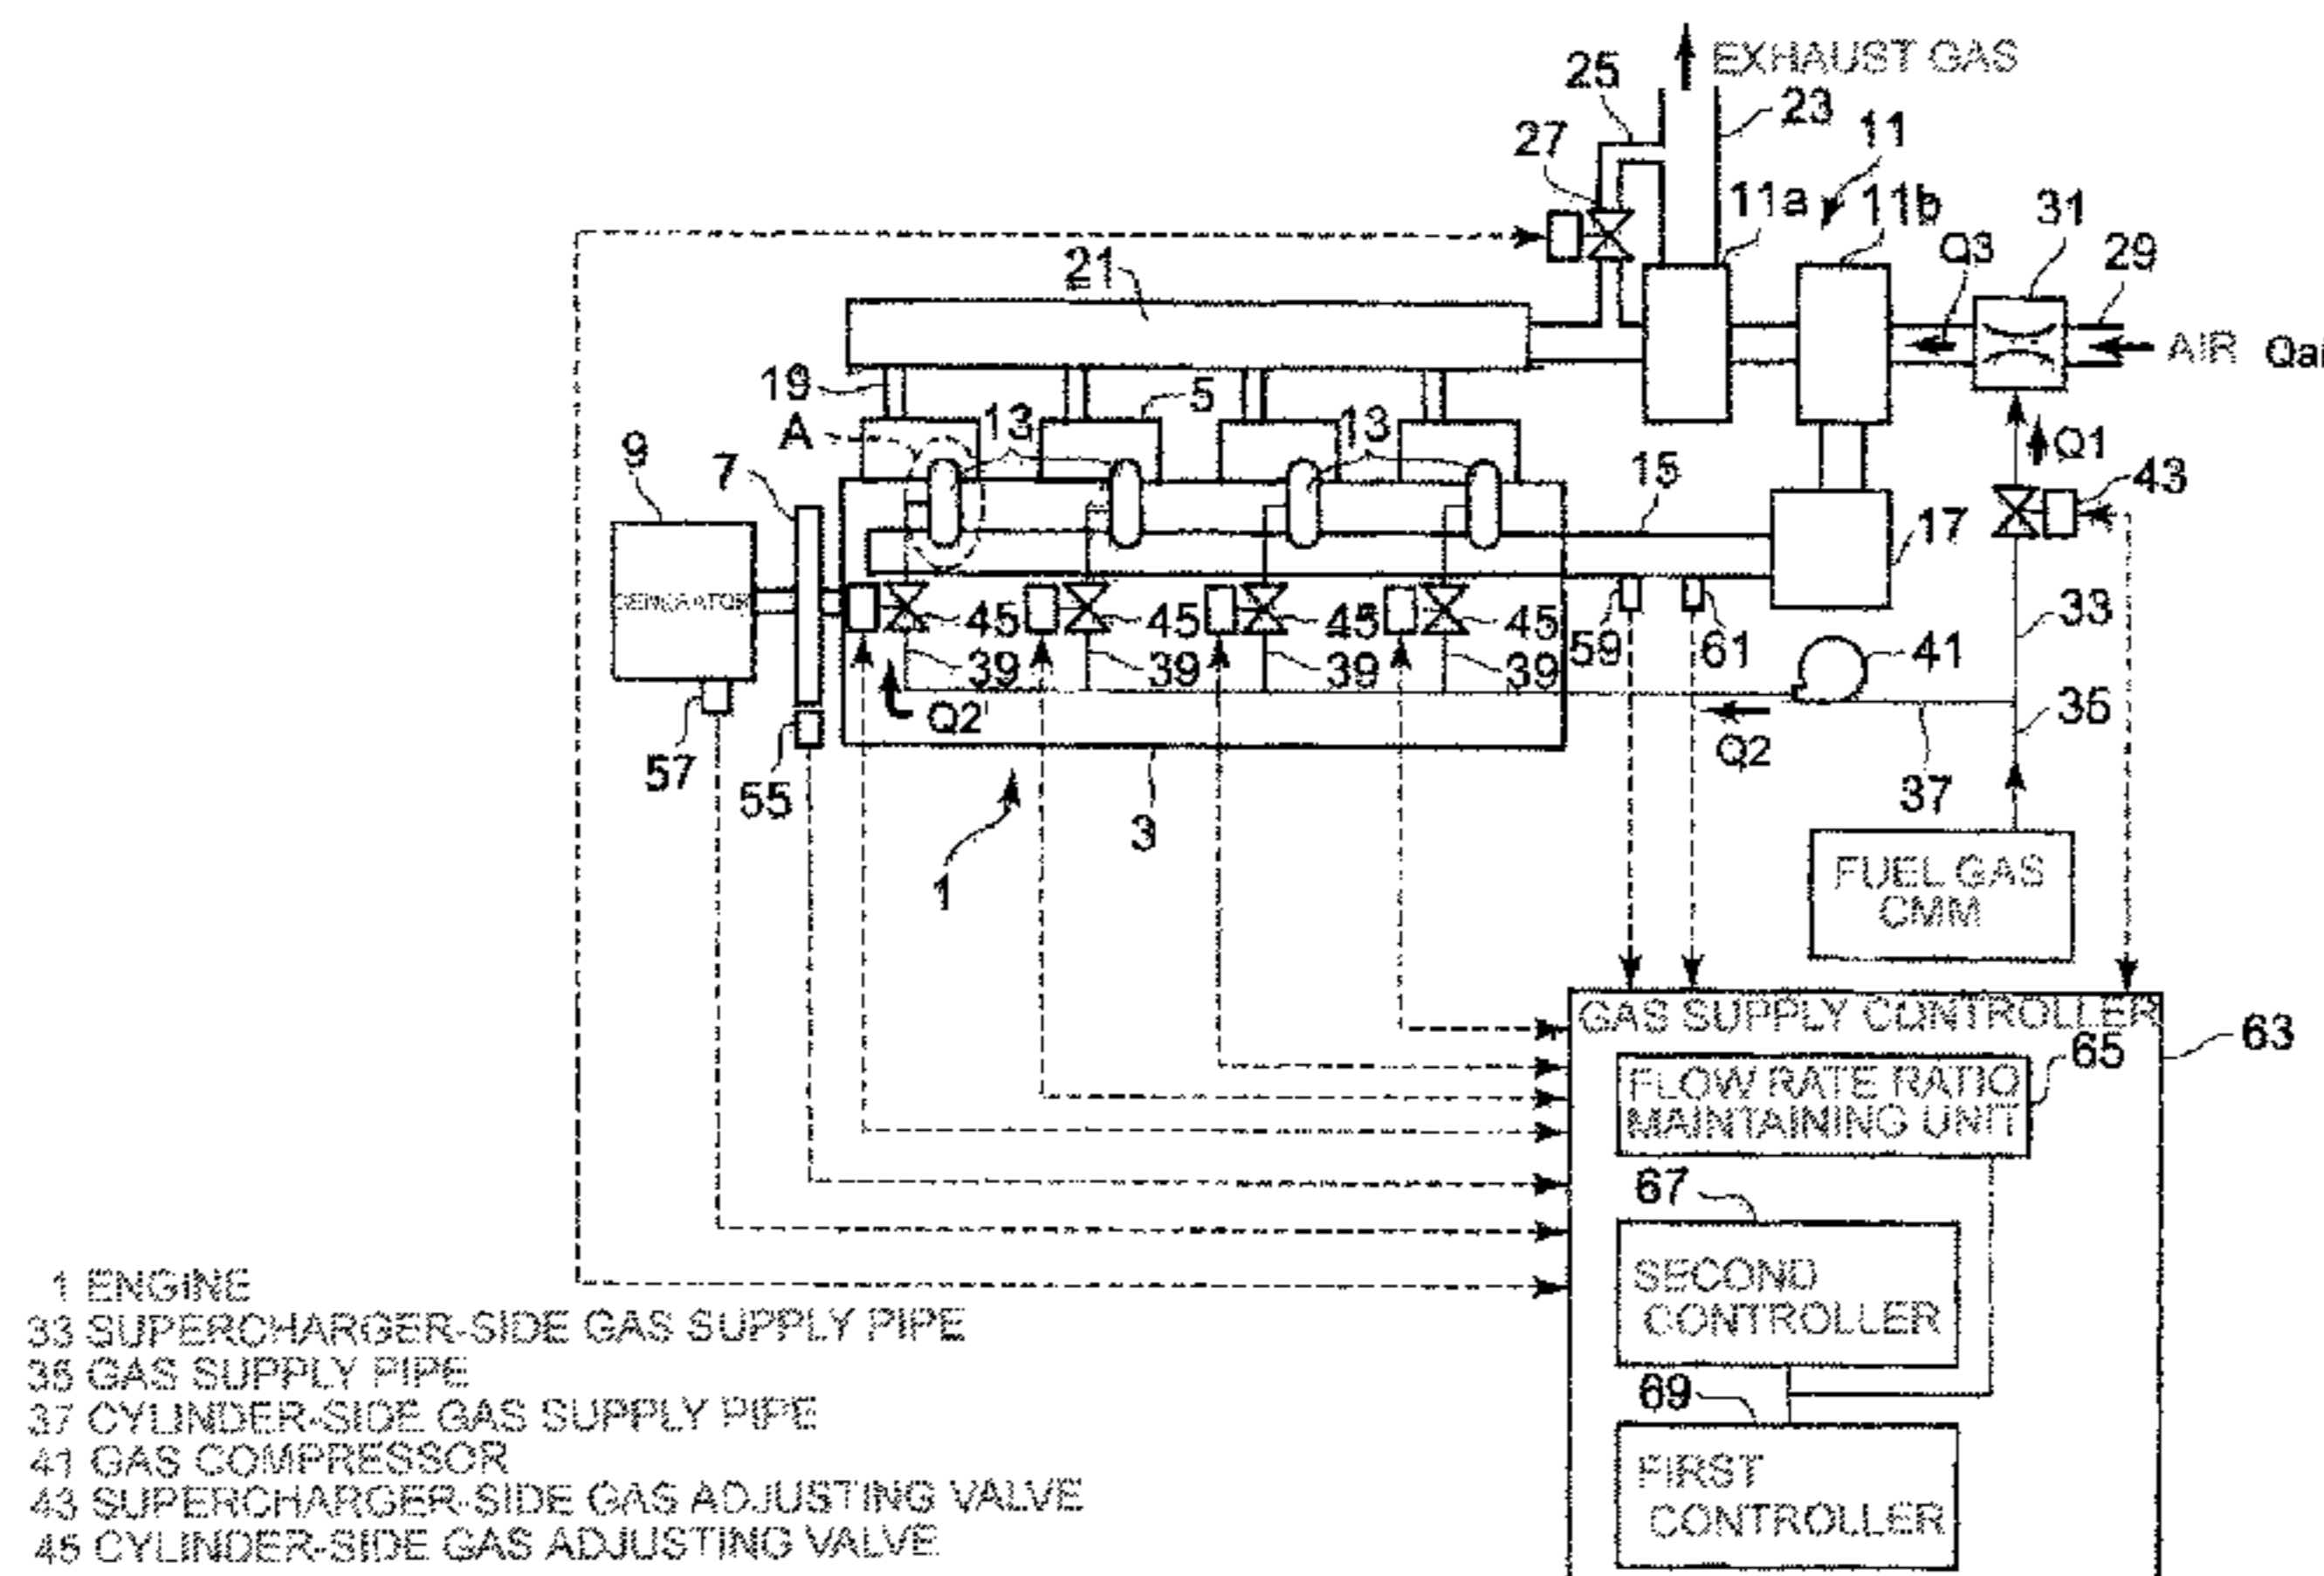 EXHAUST GAS
25
23
27
11
11a
11b
31
Q3
29
21
AIR Qai
19
5
A
13
13
9
7
15
Q1
43
17
GENERATOR
45
45
45
45
59
61
33
39
39
39
39
41
Q2'
35
Q2
57
55
37
3
1
FUEL GAS
CMM
GAS SUPPLY CONTROLLER
63
65
FLOW RATE RATIO
MAINTAINING UNIT
67
SECOND
CONTROLLER
69
FIRST
CONTROLLER
1 ENGINE
33 SUPERCHARGER-SIDE GAS SUPPLY PIPE
35 GAS SUPPLY PIPE
37 CYLINDER-SIDE GAS SUPPLY PIPE
41 GAS COMPRESSOR
43 SUPERCHARGER-SIDE GAS ADJUSTING VALVE
45 CYLINDER-SIDE GAS ADJUSTING VALVE